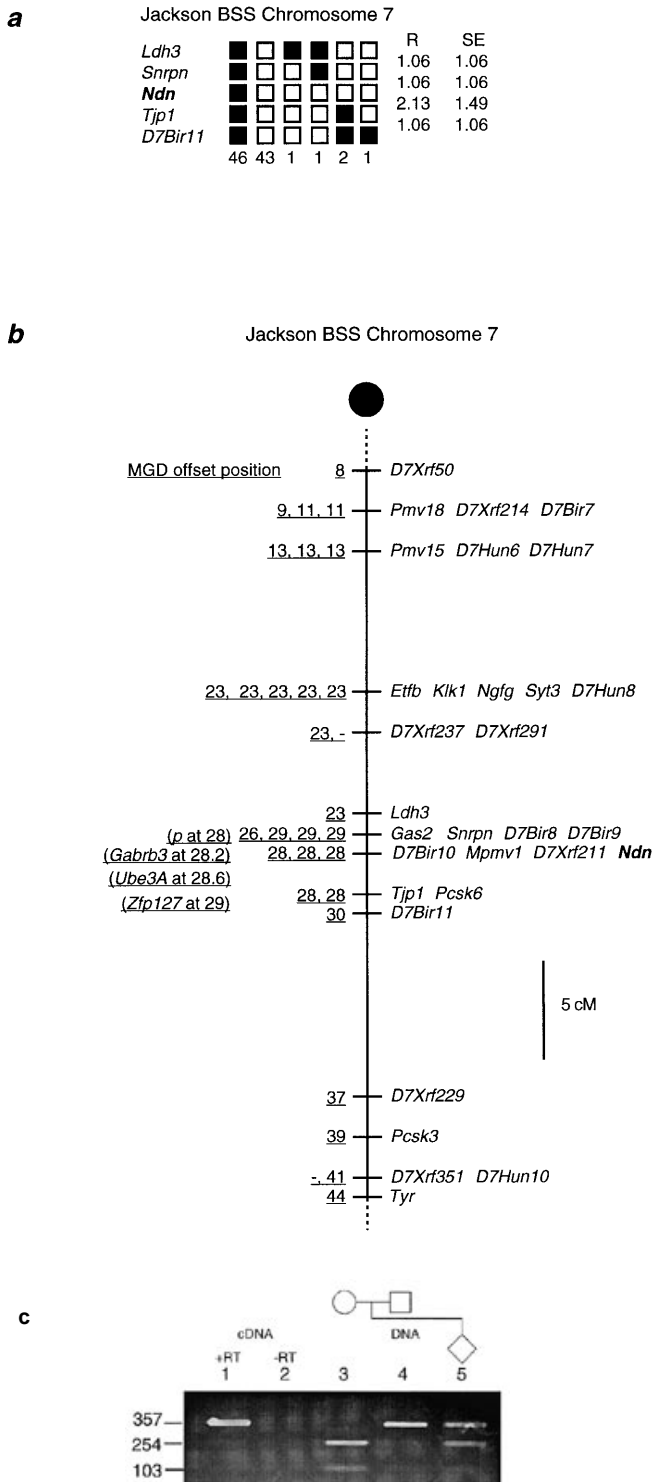 a
Jackson BSS Chromosome 7
R SE
Ldh3
1.06 1.06
Snrpn
1.06 1.06
Ndn
2.13 1.49
Tjp1
1.06 1.06
D7Bir11
46 43 1 1 2 1
b
Jackson BSS Chromosome 7
MGD offset position 8 D7Xrf50
9, 11, 11 Pmv18 D7Xrf214 D7Bir7
13, 13, 13 Pmv15 D7Hun6 D7Hun7
23, 23, 23, 23, 23 Etfb Klk1 Ngfg Syt3 D7Hun8
23, - D7Xrf237 D7Xrf291
23 Ldh3
(p at 28) 26, 29, 29, 29 Gas2 Snrpn D7Bir8 D7Bir9
(Gabrb3 at 28.2) 28, 28, 28 D7Bir10 Mpmv1 D7Xrf211 Ndn
(Ube3A at 28.6)
28, 28 Tjp1 Pcsk6
(Zfp127 at 29)
30 D7Bir11
5 cM
37 D7Xrf229
39 Pcsk3
-, 41 D7Xrf351 D7Hun10
44 Tyr
c
cDNA DNA
+RT -RT
1 2 3 4 5
357
254
103